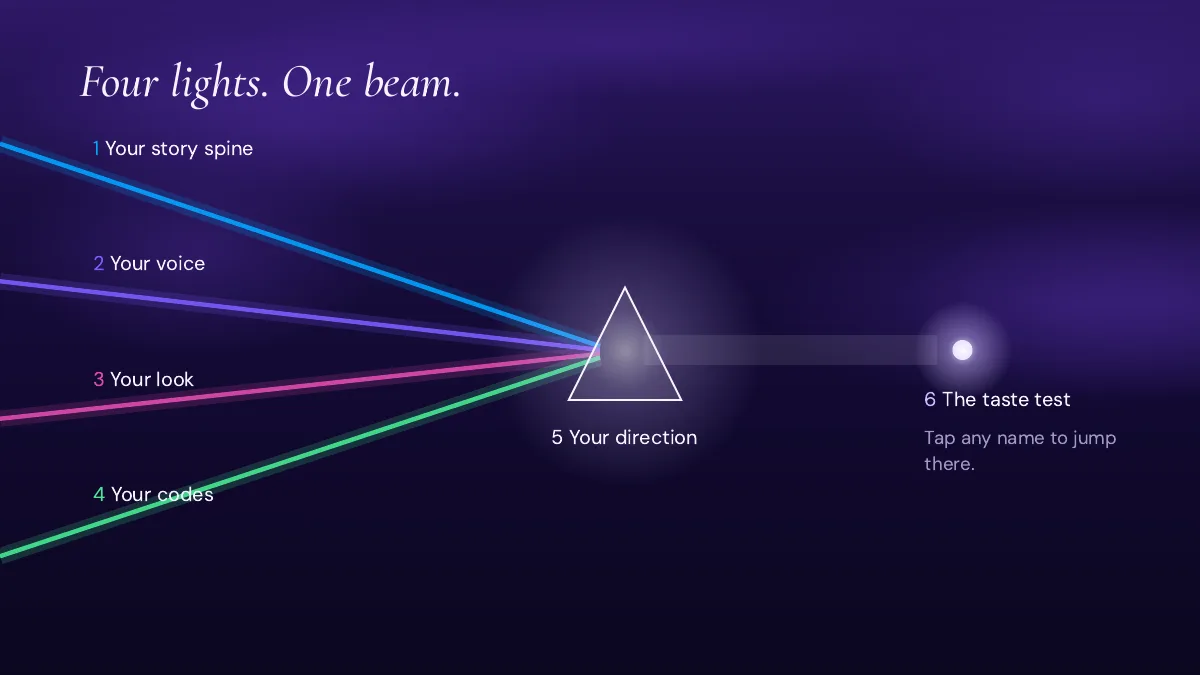 Four lights. One beam.
1 Your story spine
2 Your voice
3 Your look
4 Your codes
5 Your direction
6 The taste test
Tap any name to jump
there.